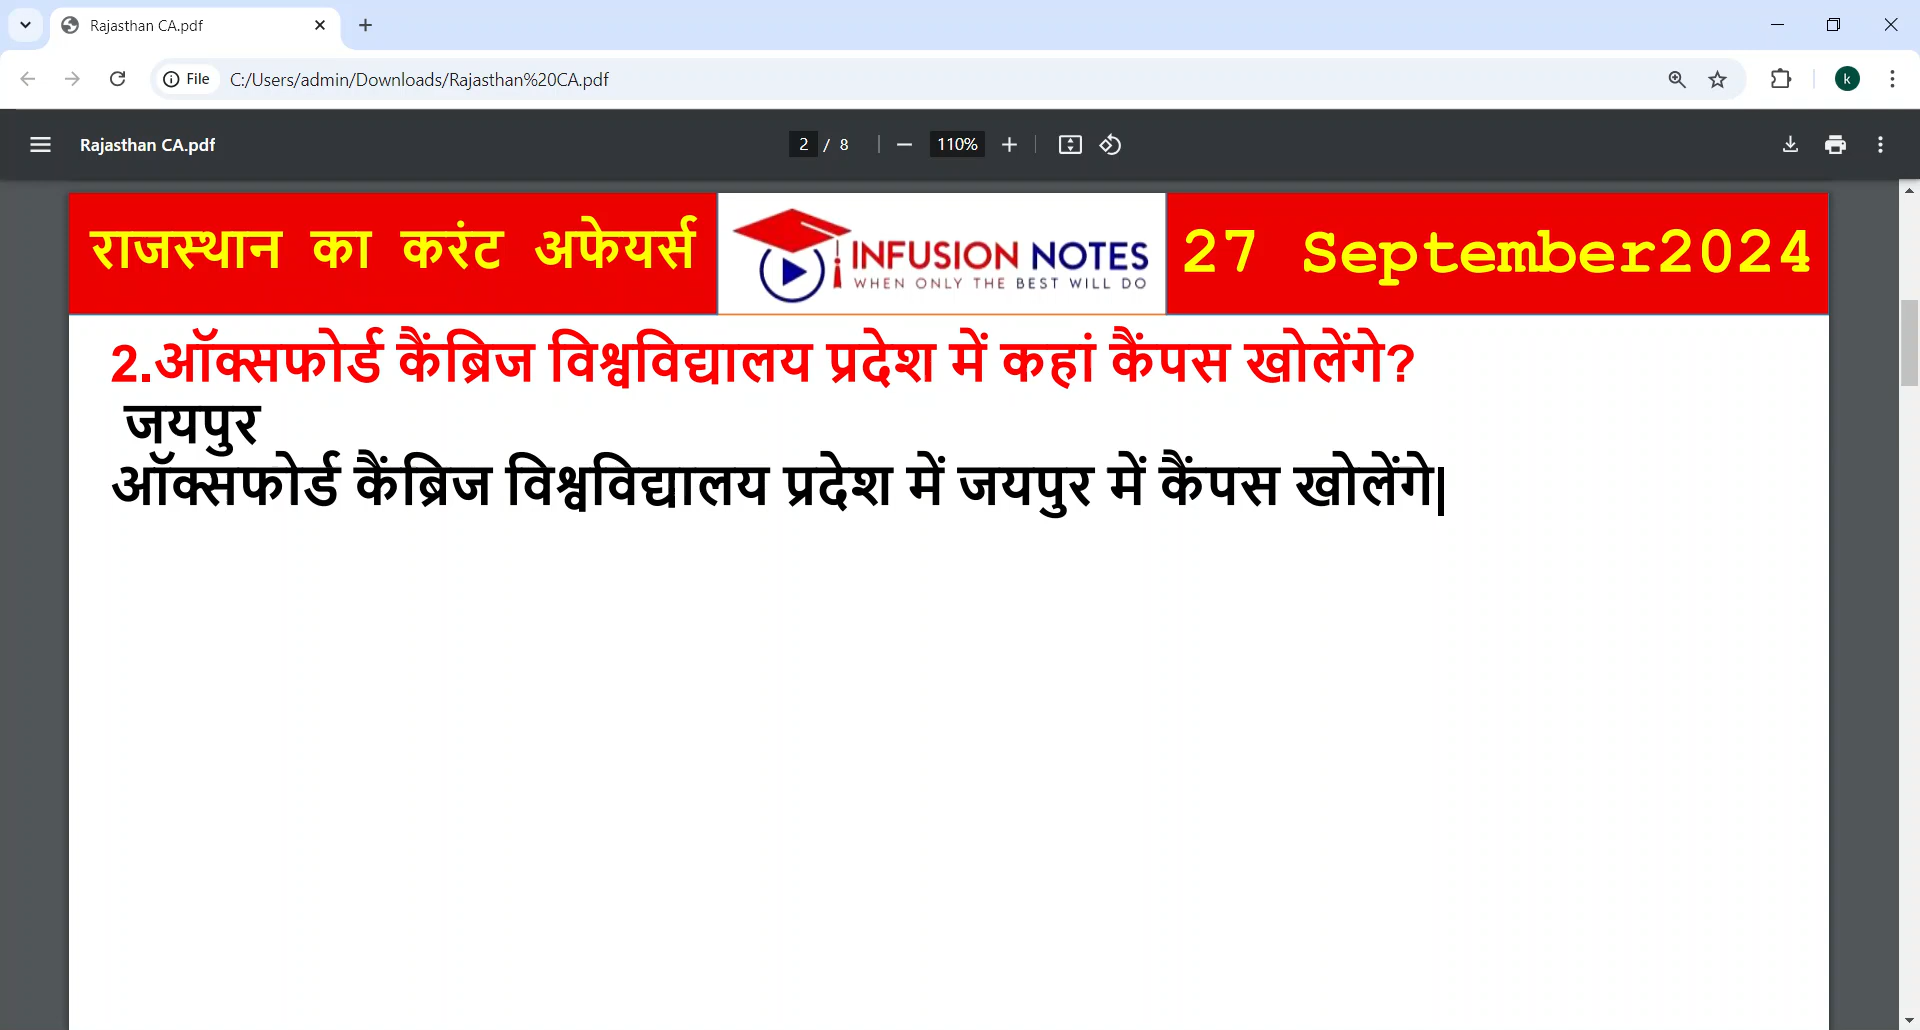 Rajasthan CA.pdf
File C:/Users/admin/Downloads/Rajasthan%20CA.pdf
k
Rajasthan CA.pdf
2 / 8
110%
राजस्थान का करंट अफेयर्स
INFUSION NOTES
WHEN ONLY THE BEST WILL DO
27 September2024
2.ऑक्सफोर्ड कैंब्रिज विश्वविद्यालय प्रदेश में कहां कैंपस खोलेंगे?
जयपुर
ऑक्सफोर्ड कैंब्रिज विश्वविद्यालय प्रदेश में जयपुर में कैंपस खोलेंगे|